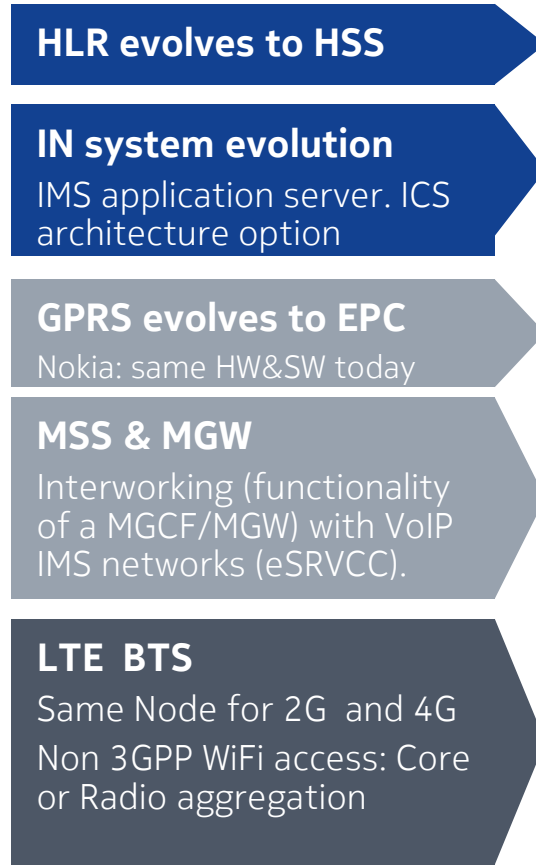 HLR evolves to HSS
IN system evolution
IMS application server. ICS
architecture option
GPRS evolves to EPC
Nokia: same HW&SW today
MSS & MGW
Interworking (functionality
of a MGCF/MGW) with VoIP
IMS networks (eSRVCC).
LTE BTS
Same Node for 2G and 4G
Non 3GPP WiFi access: Core
or Radio aggregation